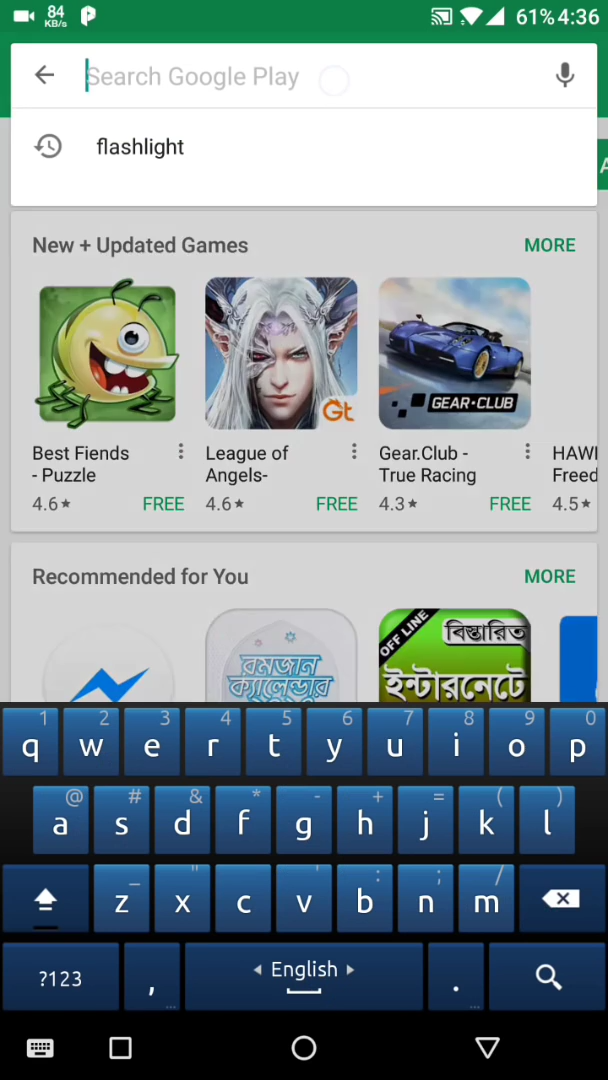 84 KB/s 61% 4:36
Search Google Play
flashlight
A
New + Updated Games MORE
Gt
GEAR·CLUB
Best Fiends - Puzzle
4.6★ FREE
League of Angels-
4.6★ FREE
Gear.Club - True Racing
4.3★ FREE
HAWK Freed
4.5★
Recommended for You MORE
রমজান
ক্যালেন্ডার
OFF LINE
বিস্তারিত
ইন্টারনেটে
1 2 3 4 5 6 7 8 9 0
q w e r t y u i o p
@ # & * - + = ( )
a s d f g h j k l
_ " ' : ; /
z x c v b n m
?123 , English .